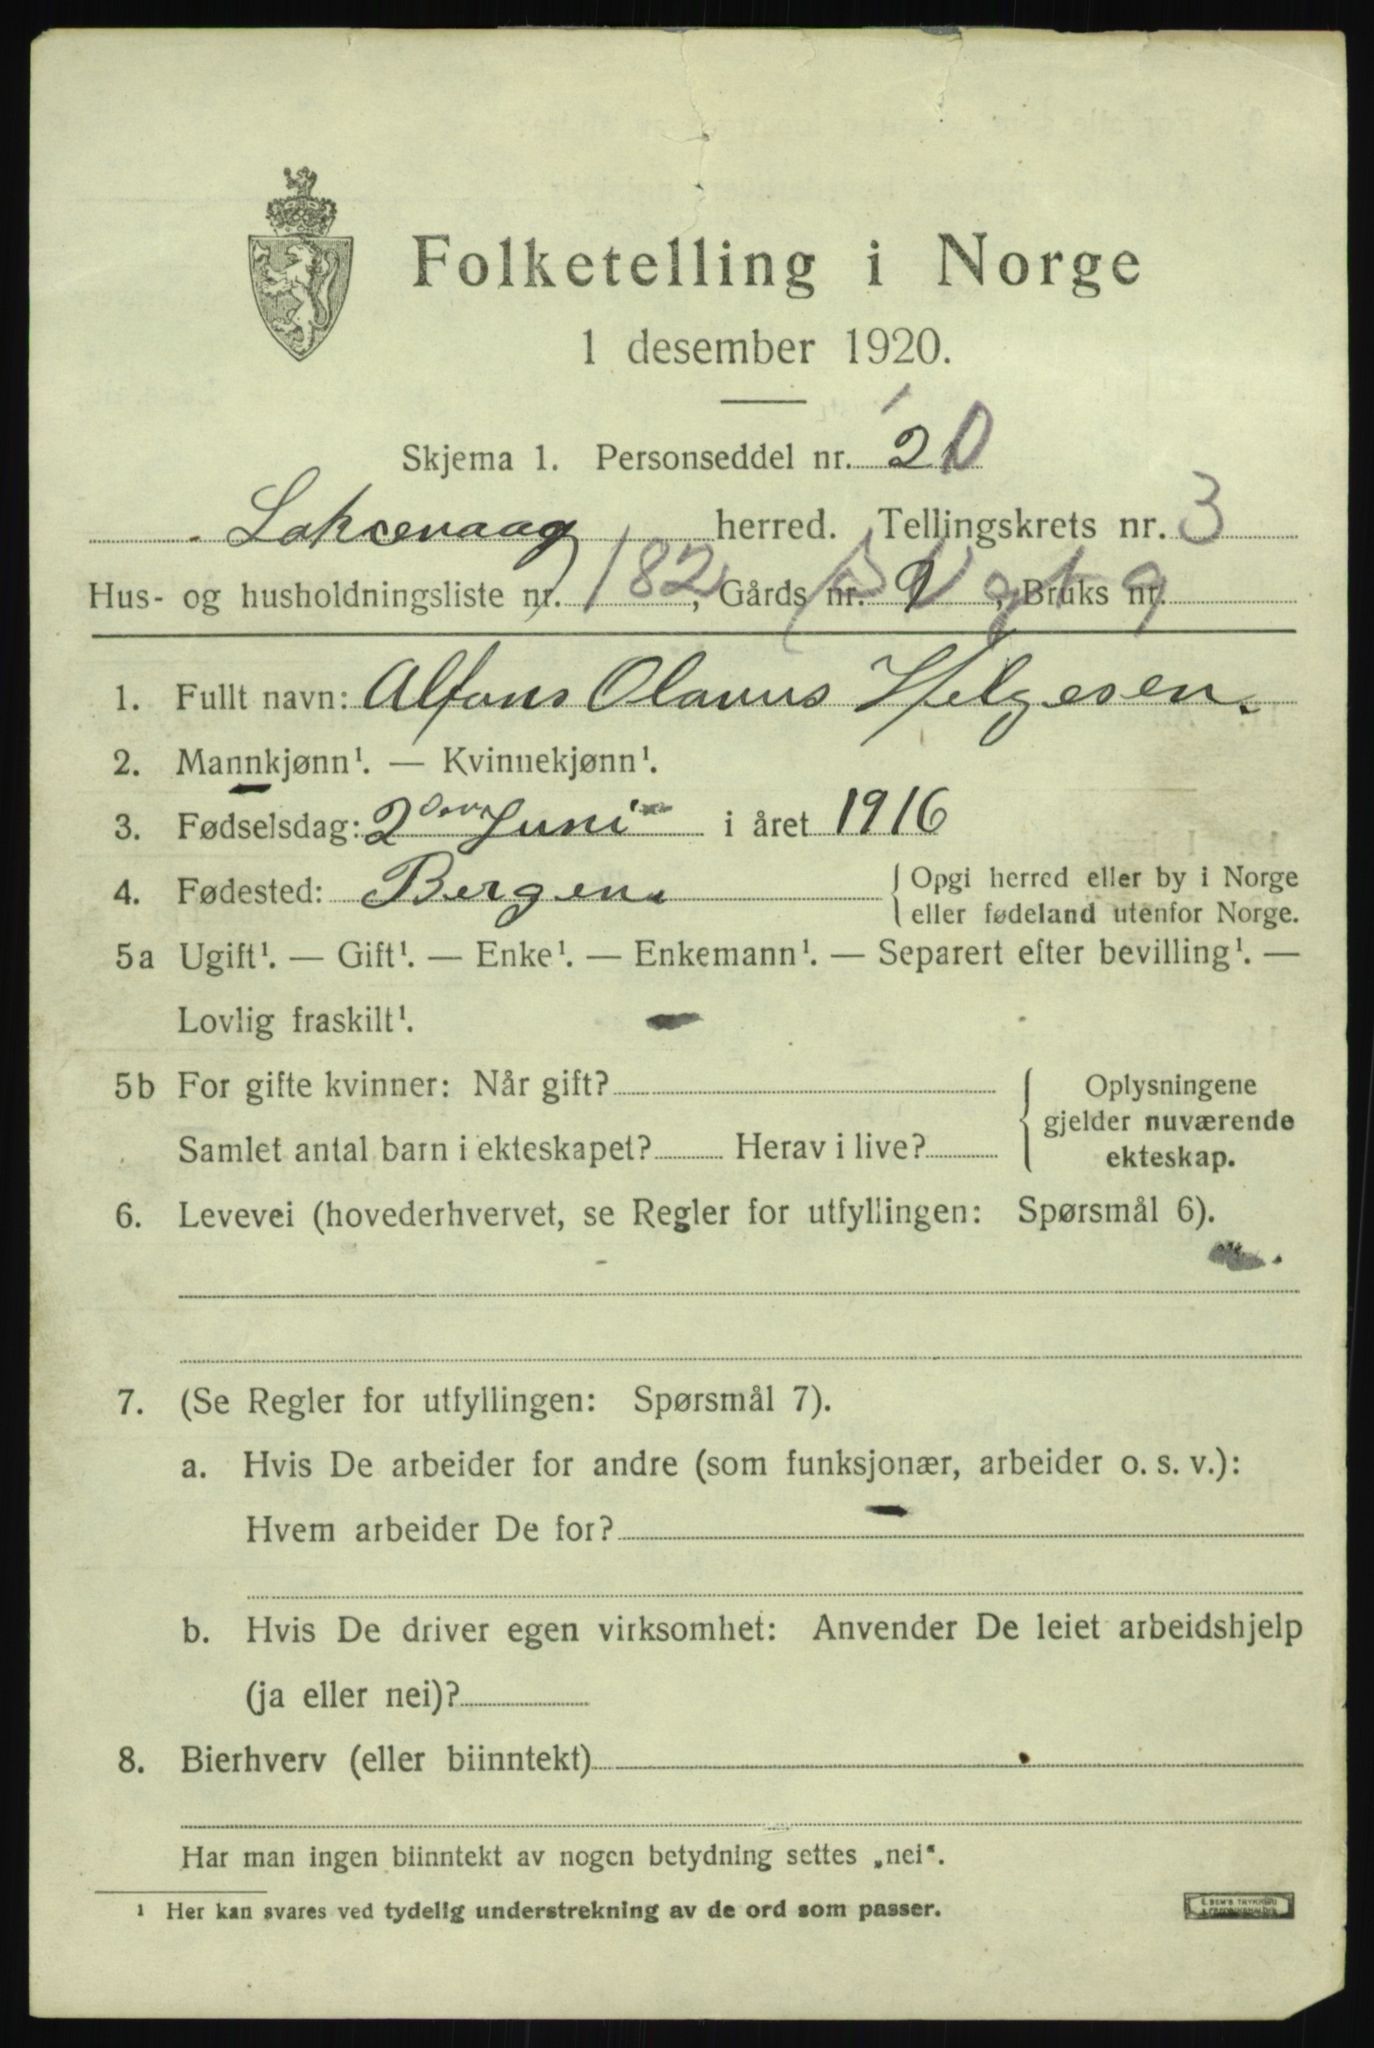 Folketelling i Norge
1 desember 1920.
Skjema 1. Personseddel nr. 20
Laksevaag herred. Tellingskrets nr. 3
Hus- og husholdningsliste nr. 182, Gårds nr. , Bruks nr.
1. Fullt navn: Alfons Olavus Helgesen.
2. Mannkjønn¹. — Kvinnekjønn¹.
3. Fødselsdag: 2 Juni i året 1916
4. Fødested: Bergen. Opgi herred eller by i Norge
eller fødeland utenfor Norge.
5a Ugift¹. — Gift¹. — Enke¹. — Enkemann¹. — Separert efter bevilling¹. —
Lovlig fraskilt¹.
5b For gifte kvinner: Når gift? Oplysningene
gjelder nuværende
Samlet antal barn i ekteskapet? Herav i live? ekteskap.
6. Levevei (hovederhvervet, se Regler for utfyllingen: Spørsmål 6).
7. (Se Regler for utfyllingen: Spørsmål 7).
a. Hvis De arbeider for andre (som funksjonær, arbeider o. s. v.):
Hvem arbeider De for?
b. Hvis De driver egen virksomhet: Anvender De leiet arbeidshjelp
(ja eller nei)?
8. Bierhverv (eller biinntekt)
Har man ingen biinntekt av nogen betydning settes „nei“.
¹ Her kan svares ved tydelig understrekning av de ord som passer.